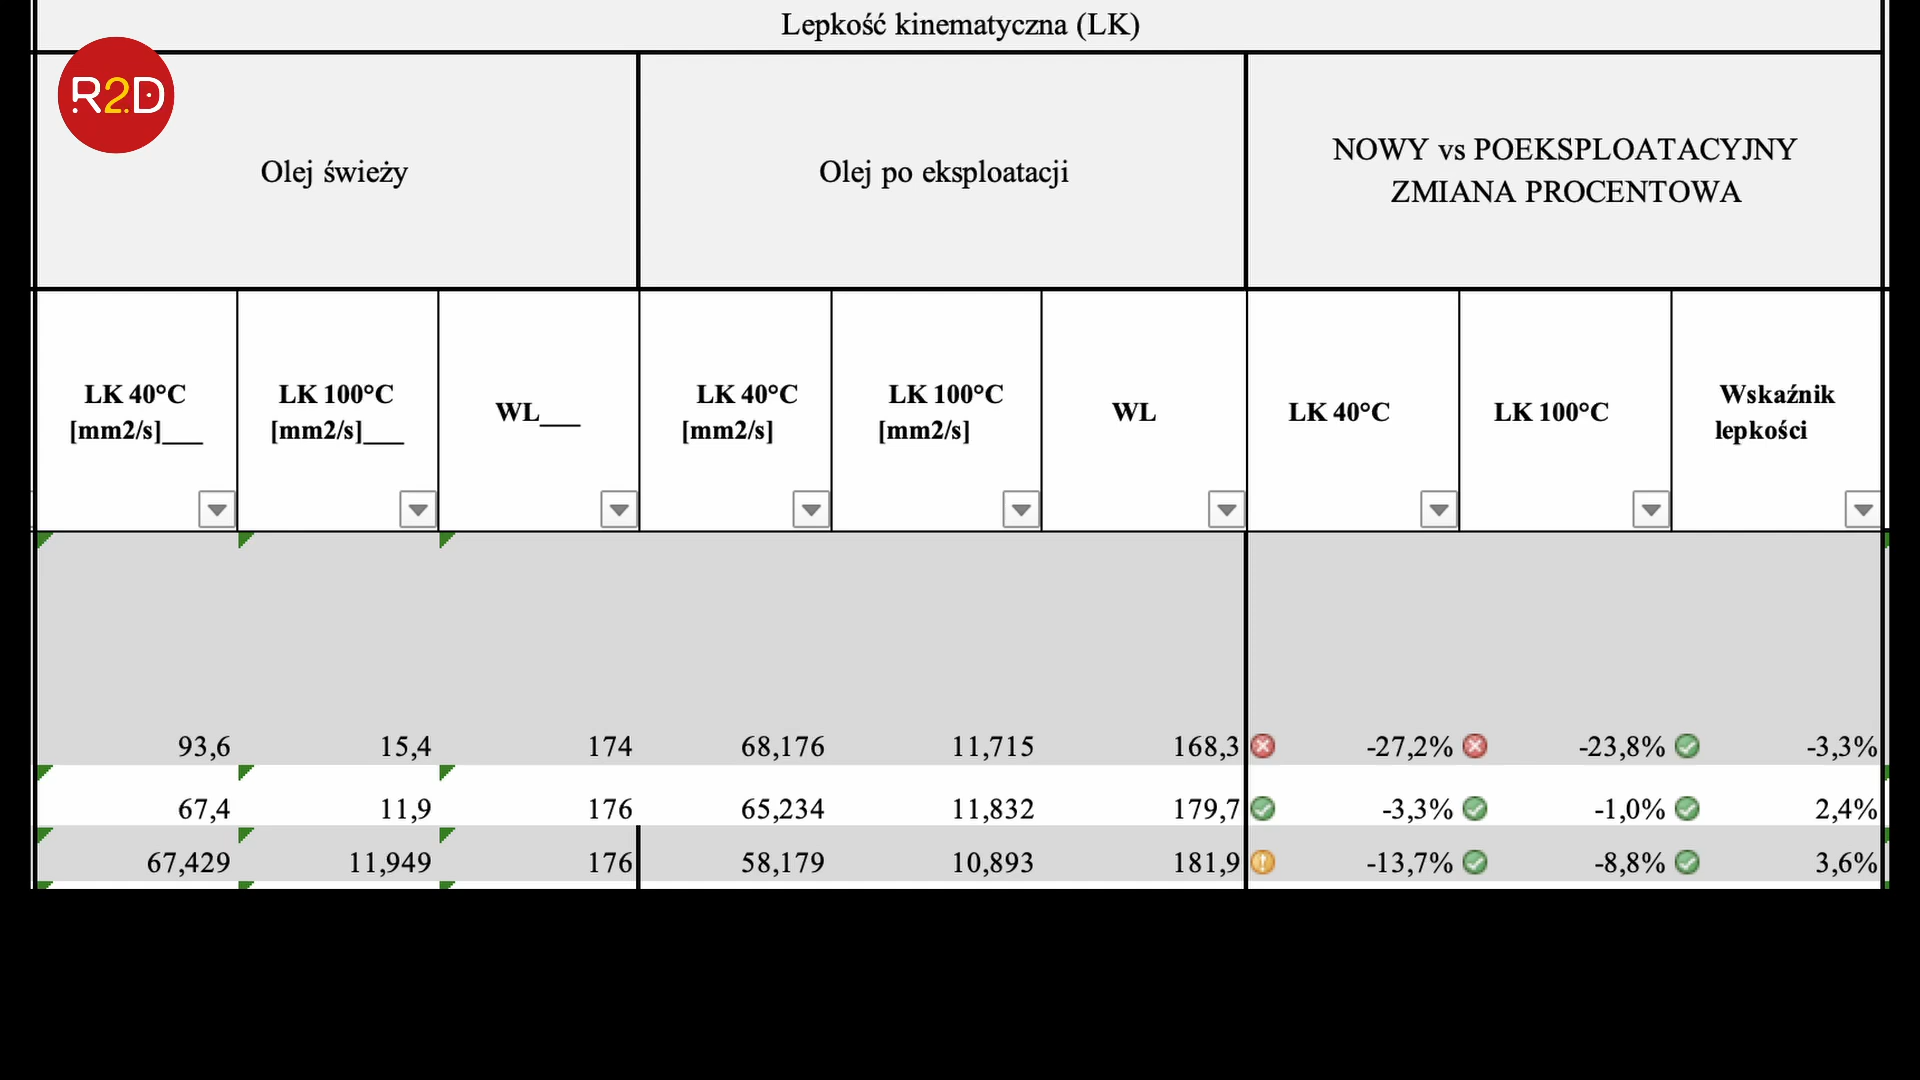 Lepkość kinematyczna (LK)
R2D
Olej świeży
Olej po eksploatacji
NOWY vs POEKSPLOATACYJNY
ZMIANA PROCENTOWA
LK 40°C
[mm2/s]___
LK 100°C
[mm2/s]___
WL___
LK 40°C
[mm2/s]
LK 100°C
[mm2/s]
WL
LK 40°C
LK 100°C
Wskaźnik
lepkości
93,6 15,4 174 68,176 11,715 168,3 -27,2% -23,8% -3,3%
67,4 11,9 176 65,234 11,832 179,7 -3,3% -1,0% 2,4%
67,429 11,949 176 58,179 10,893 181,9 -13,7% -8,8% 3,6%